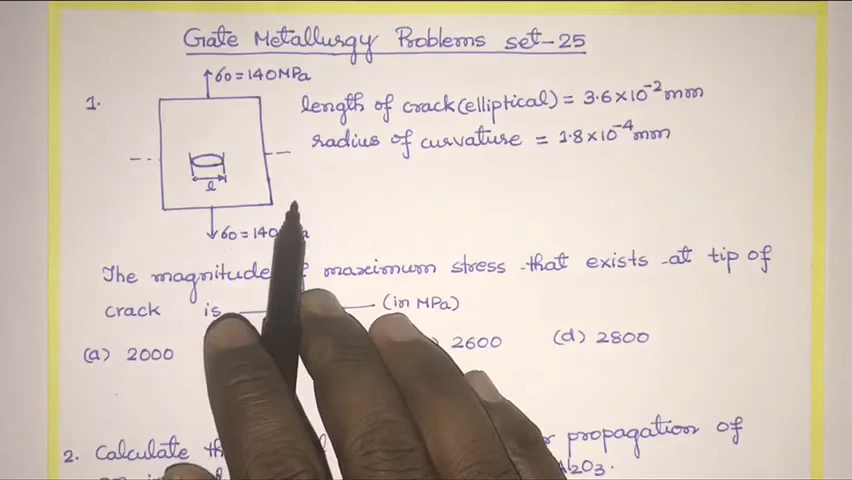 Gate Metallurgy Problems set-25
σ0=140MPa
1.
length of crack(elliptical) = 3.6×10⁻² mm
radius of curvature = 1.8×10⁻⁴ mm
l
σ0=140
The magnitude of maximum stress that exists at tip of
crack is (in MPa)
(a) 2000 2600 (d) 2800
2. Calculate propagation of
Al2O3.